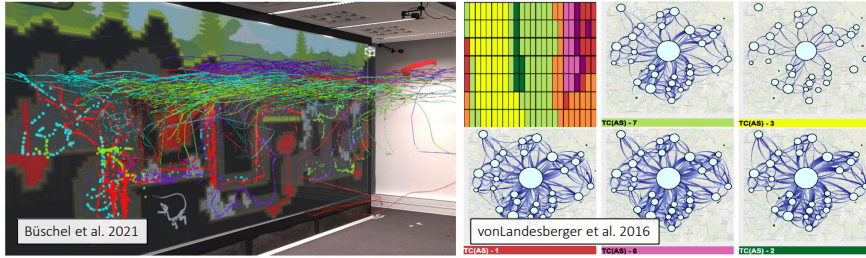 TC(AS) - 7
TC(AS) - 3
Büschel et al. 2021
vonLandesberger et al. 2016
TC(AS) - 1
TC(AS) - 6
TC(AS) - 2